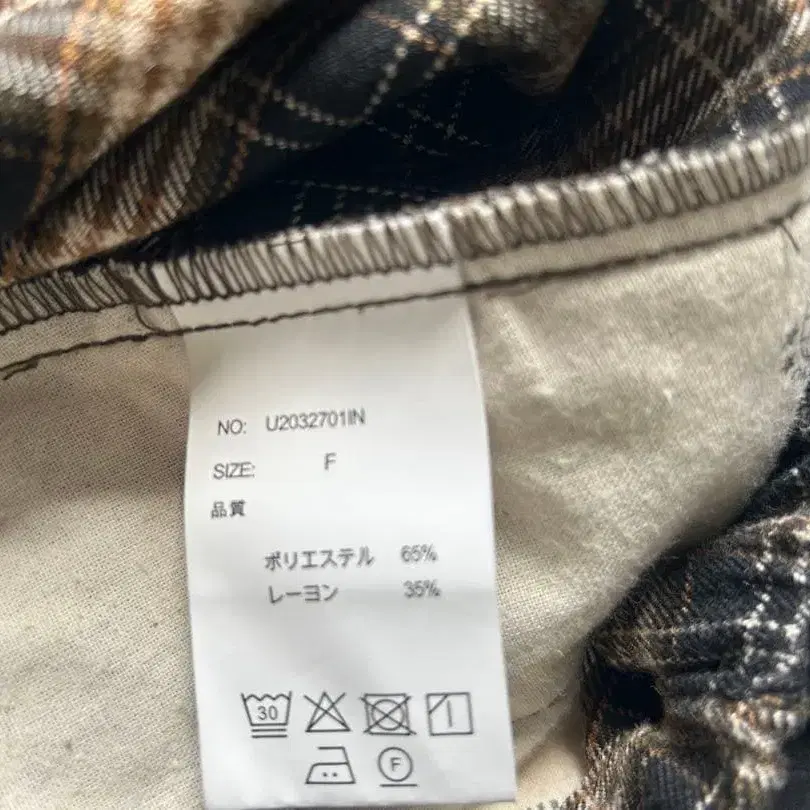 NO: U2032701IN
SIZE: F
品質
ポリエステル 65%
レーヨン 35%
30
F